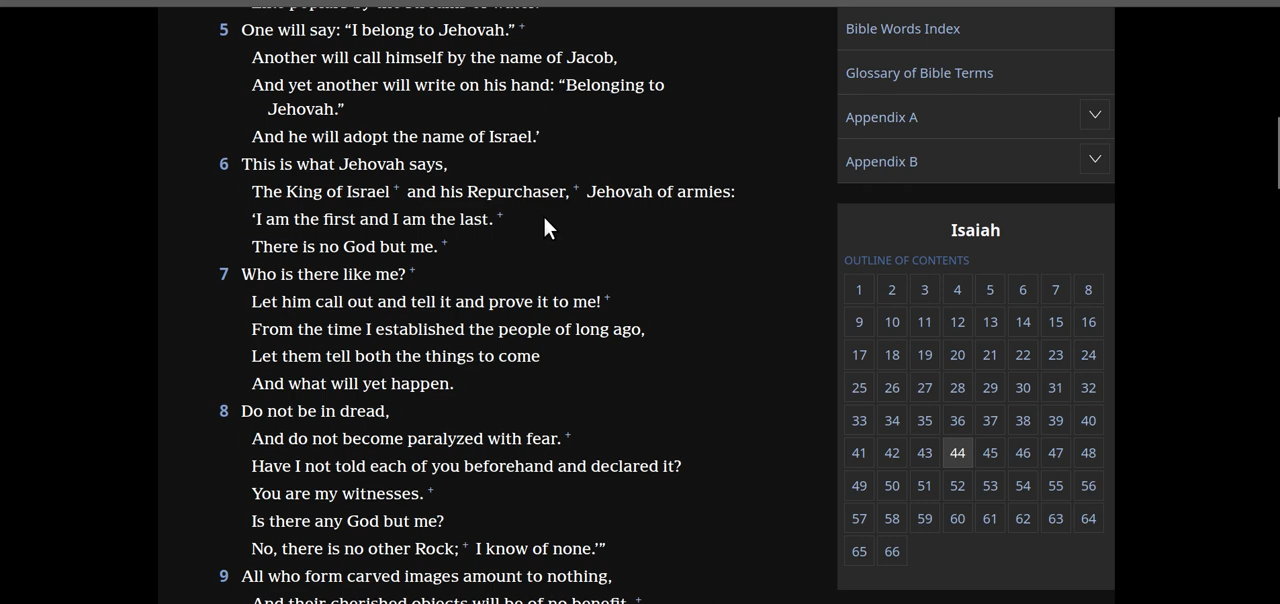 5 One will say: “I belong to Jehovah.” +
Another will call himself by the name of Jacob,
And yet another will write on his hand: “Belonging to
Jehovah.”
And he will adopt the name of Israel.’
6 This is what Jehovah says,
The King of Israel + and his Repurchaser, + Jehovah of armies:
‘I am the first and I am the last. +
There is no God but me. +
7 Who is there like me? +
Let him call out and tell it and prove it to me! +
From the time I established the people of long ago,
Let them tell both the things to come
And what will yet happen.
8 Do not be in dread,
And do not become paralyzed with fear. +
Have I not told each of you beforehand and declared it?
You are my witnesses. +
Is there any God but me?
No, there is no other Rock; + I know of none.’”
9 All who form carved images amount to nothing,
And their cherished objects will be of no benefit. +
Bible Words Index
Glossary of Bible Terms
Appendix A
Appendix B
Isaiah
OUTLINE OF CONTENTS
1 2 3 4 5 6 7 8
9 10 11 12 13 14 15 16
17 18 19 20 21 22 23 24
25 26 27 28 29 30 31 32
33 34 35 36 37 38 39 40
41 42 43 44 45 46 47 48
49 50 51 52 53 54 55 56
57 58 59 60 61 62 63 64
65 66